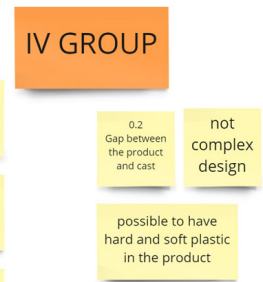 IV GROUP
0.2
Gap between
the product
and cast
not
complex
design
possible to have
hard and soft plastic
in the product